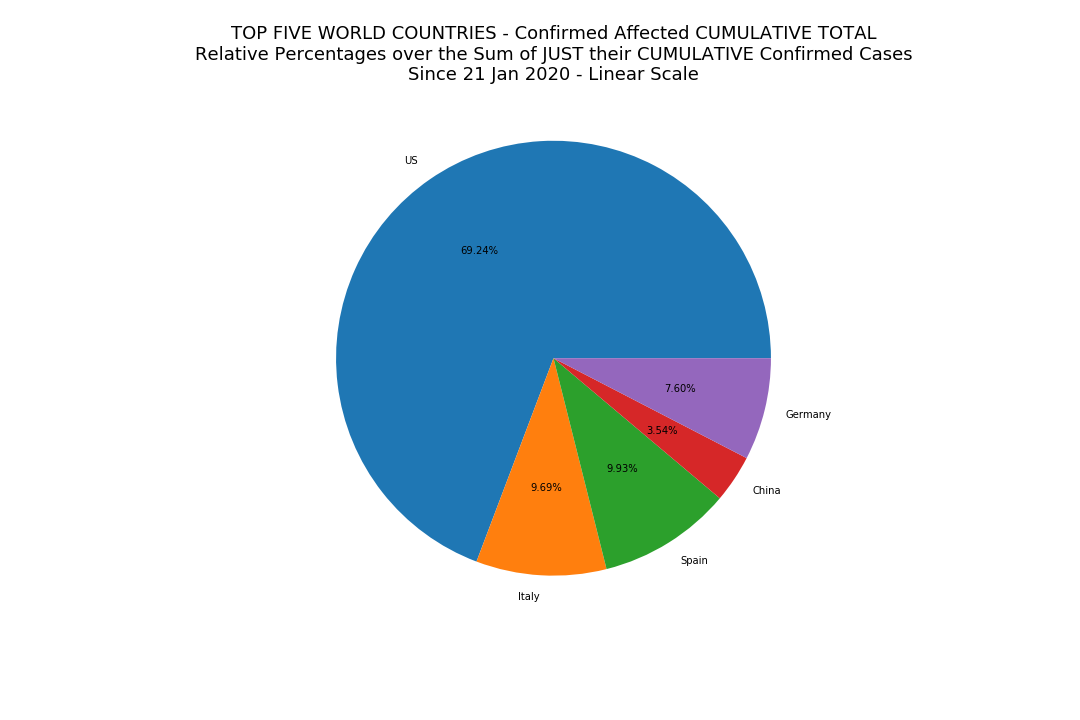 TOP FIVE WORLD COUNTRIES - Confirmed Affected CUMULATIVE TOTAL
Relative Percentages over the Sum of JUST their CUMULATIVE Confirmed Cases
Since 21 Jan 2020 - Linear Scale
US
69.24%
7.60%
Germany
3.54%
9.93%
9.69%
China
Spain
Italy